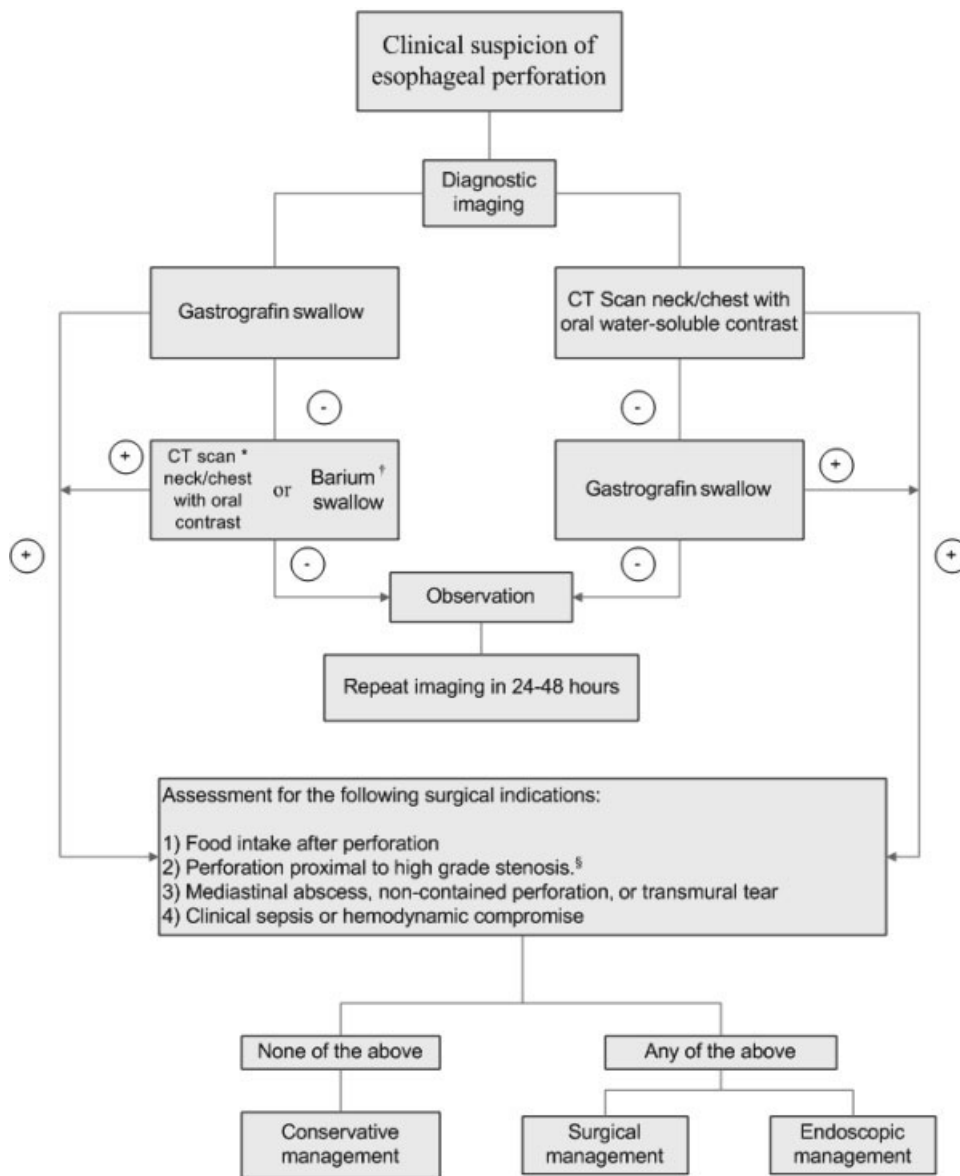 Clinical suspicion of
esophageal perforation
Diagnostic
imaging
Gastrografin swallow
CT Scan neck/chest with
oral water-soluble contrast
-
-
+
CT scan *
neck/chest
with oral
contrast
or
Barium †
swallow
Gastrografin swallow
+
+
-
-
+
Observation
Repeat imaging in 24-48 hours
Assessment for the following surgical indications:
1) Food intake after perforation
2) Perforation proximal to high grade stenosis.§
3) Mediastinal abscess, non-contained perforation, or transmural tear
4) Clinical sepsis or hemodynamic compromise
None of the above
Any of the above
Conservative
management
Surgical
management
Endoscopic
management